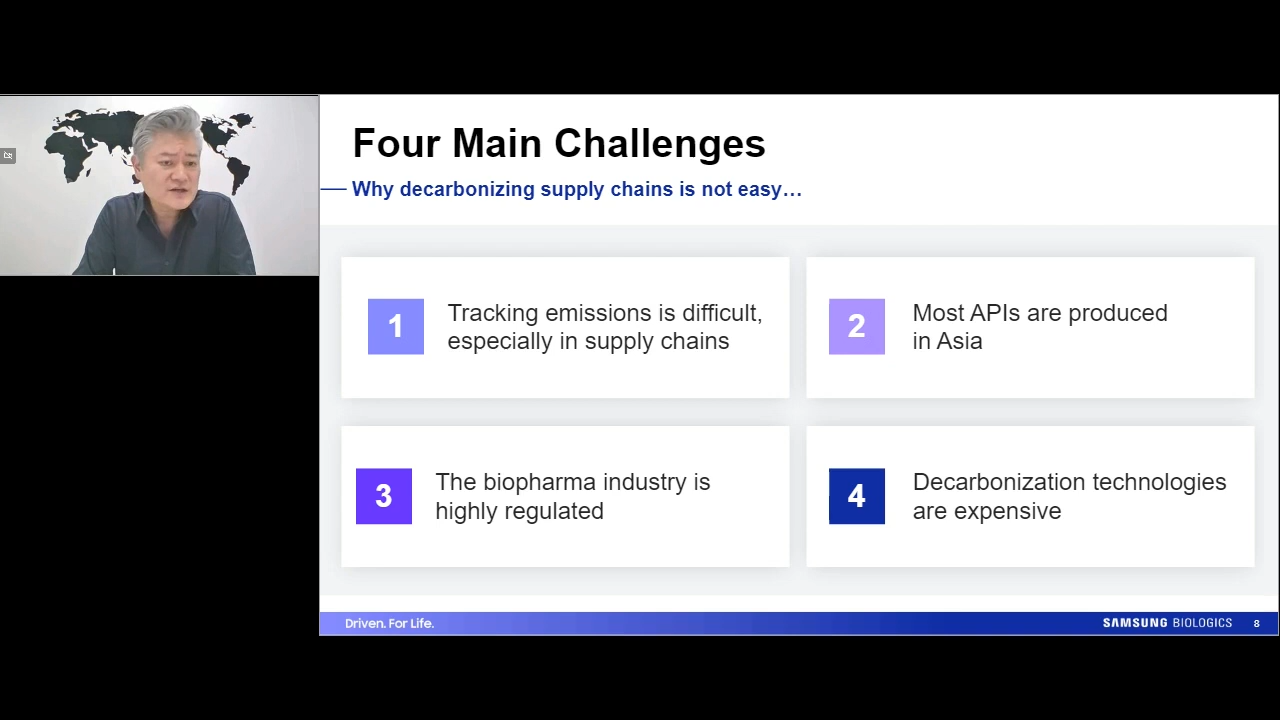 Four Main Challenges
Why decarbonizing supply chains is not easy…
1
Tracking emissions is difficult,
especially in supply chains
2
Most APIs are produced
in Asia
3
The biopharma industry is
highly regulated
4
Decarbonization technologies
are expensive
Driven. For Life.
SAMSUNG BIOLOGICS
8